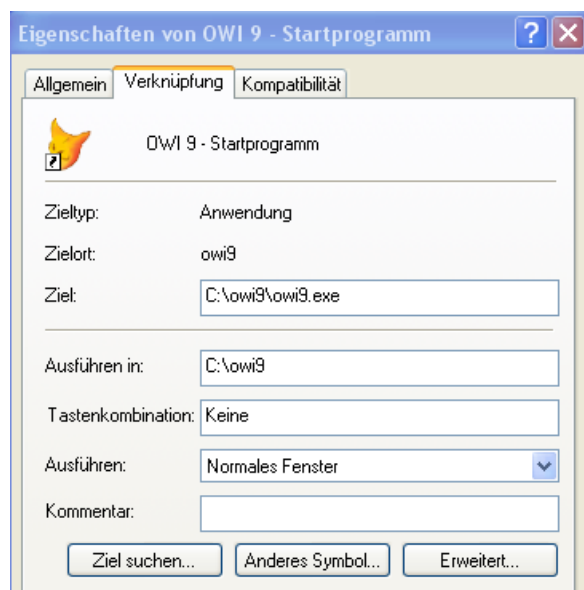 Eigenschaften von OWI 9 - Startprogramm
Allgemein Verknüpfung Kompatibilität
OWI 9 - Startprogramm
Zieltyp: Anwendung
Zielort: owi9
Ziel: C:\owi9\owi9.exe
Ausführen in: C:\owi9
Tastenkombination: Keine
Ausführen: Normales Fenster
Kommentar:
Ziel suchen... Anderes Symbol... Erweitert...